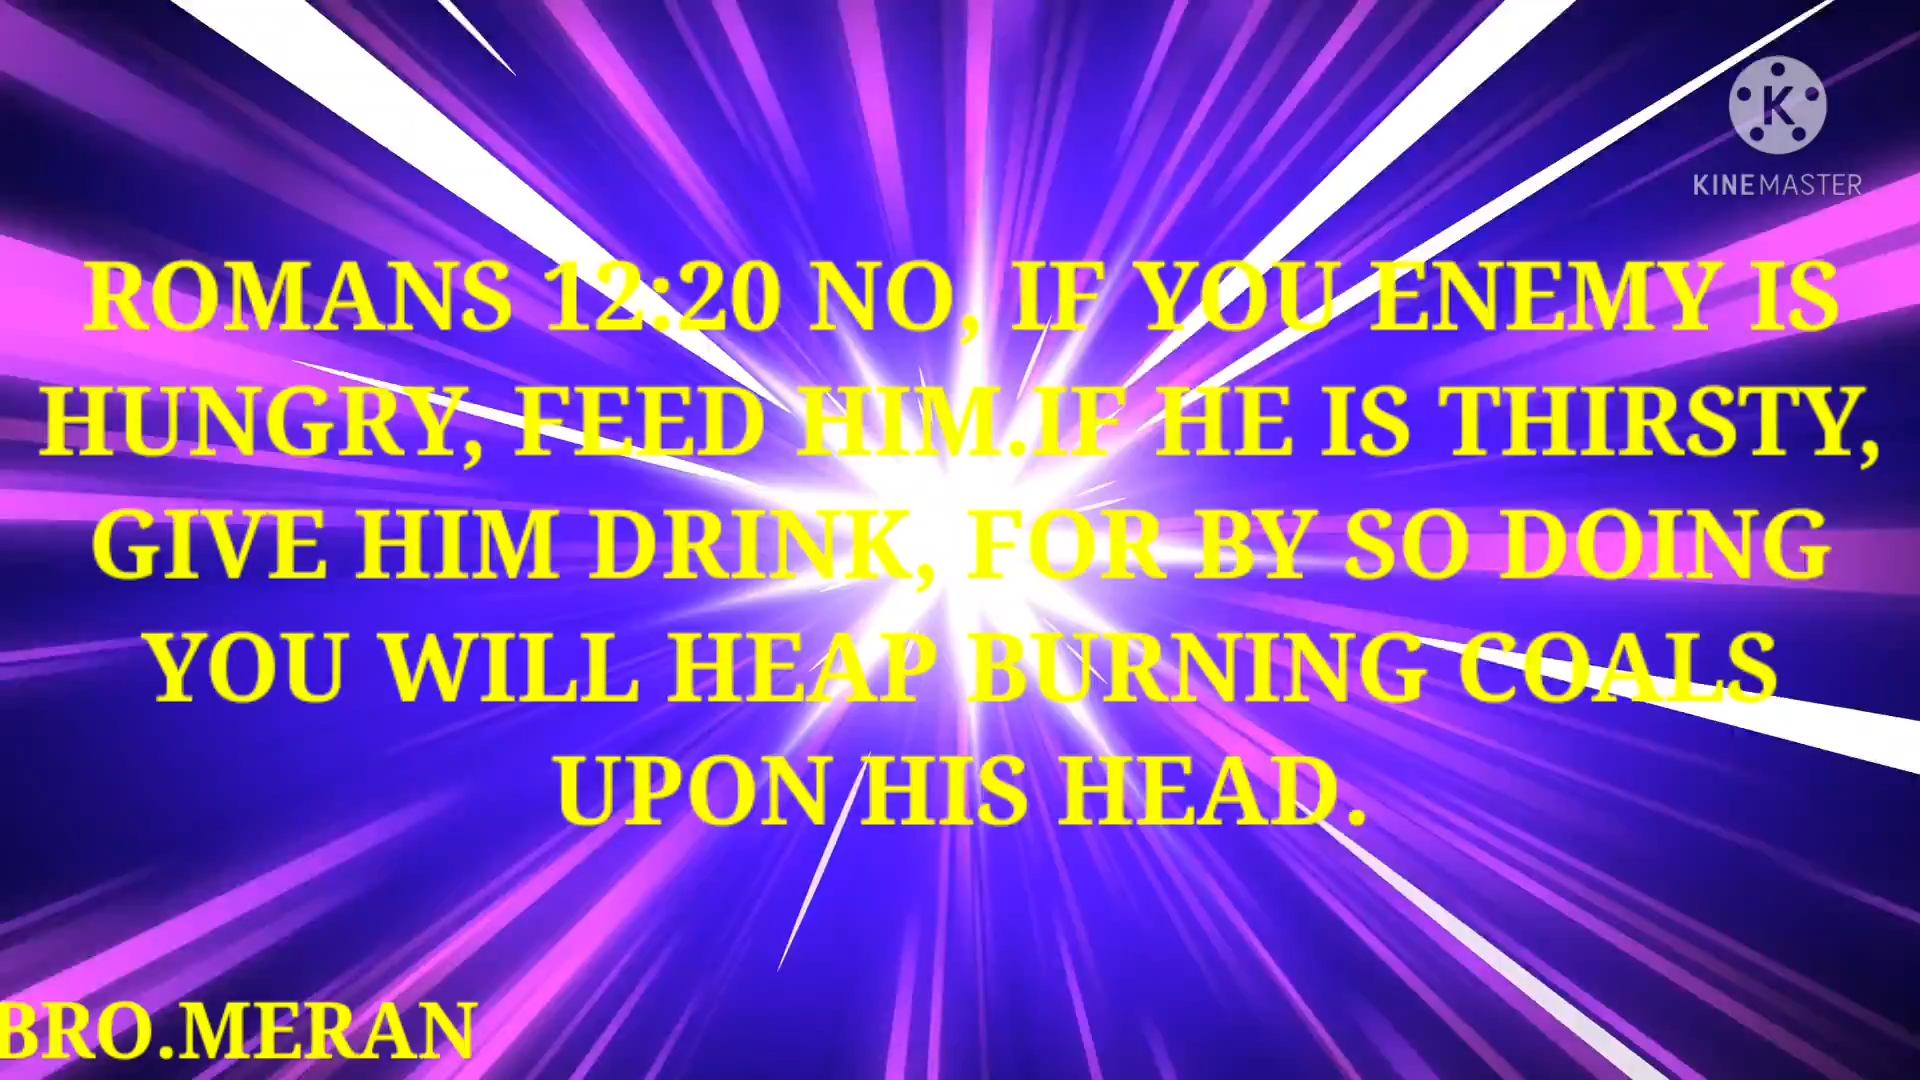 K
KINEMASTER
ROMANS 12:20 NO, IF YOU ENEMY IS
HUNGRY, FEED HIM.IF HE IS THIRSTY,
GIVE HIM DRINK, FOR BY SO DOING
YOU WILL HEAP BURNING COALS
UPON HIS HEAD.
BRO.MERAN